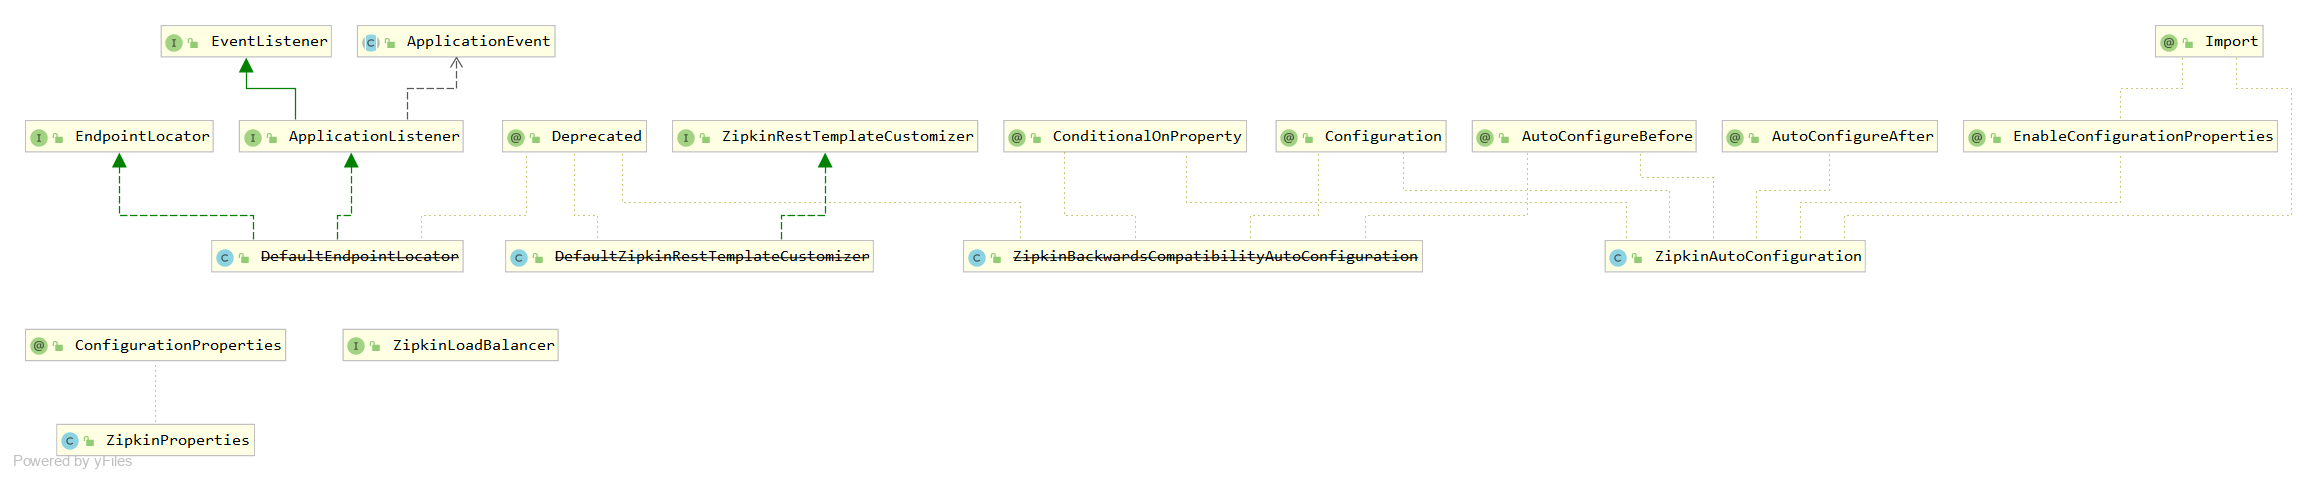 EventListener
ApplicationEvent
Import
EndpointLocator
ApplicationListener
Deprecated
ZipkinRestTemplateCustomizer
ConditionalOnProperty
Configuration
AutoConfigureBefore
AutoConfigureAfter
EnableConfigurationProperties
DefaultEndpointLocator
DefaultZipkinRestTemplateCustomizer
ZipkinBackwardsCompatibilityAutoConfiguration
ZipkinAutoConfiguration
ConfigurationProperties
ZipkinLoadBalancer
ZipkinProperties
Powered by yFiles